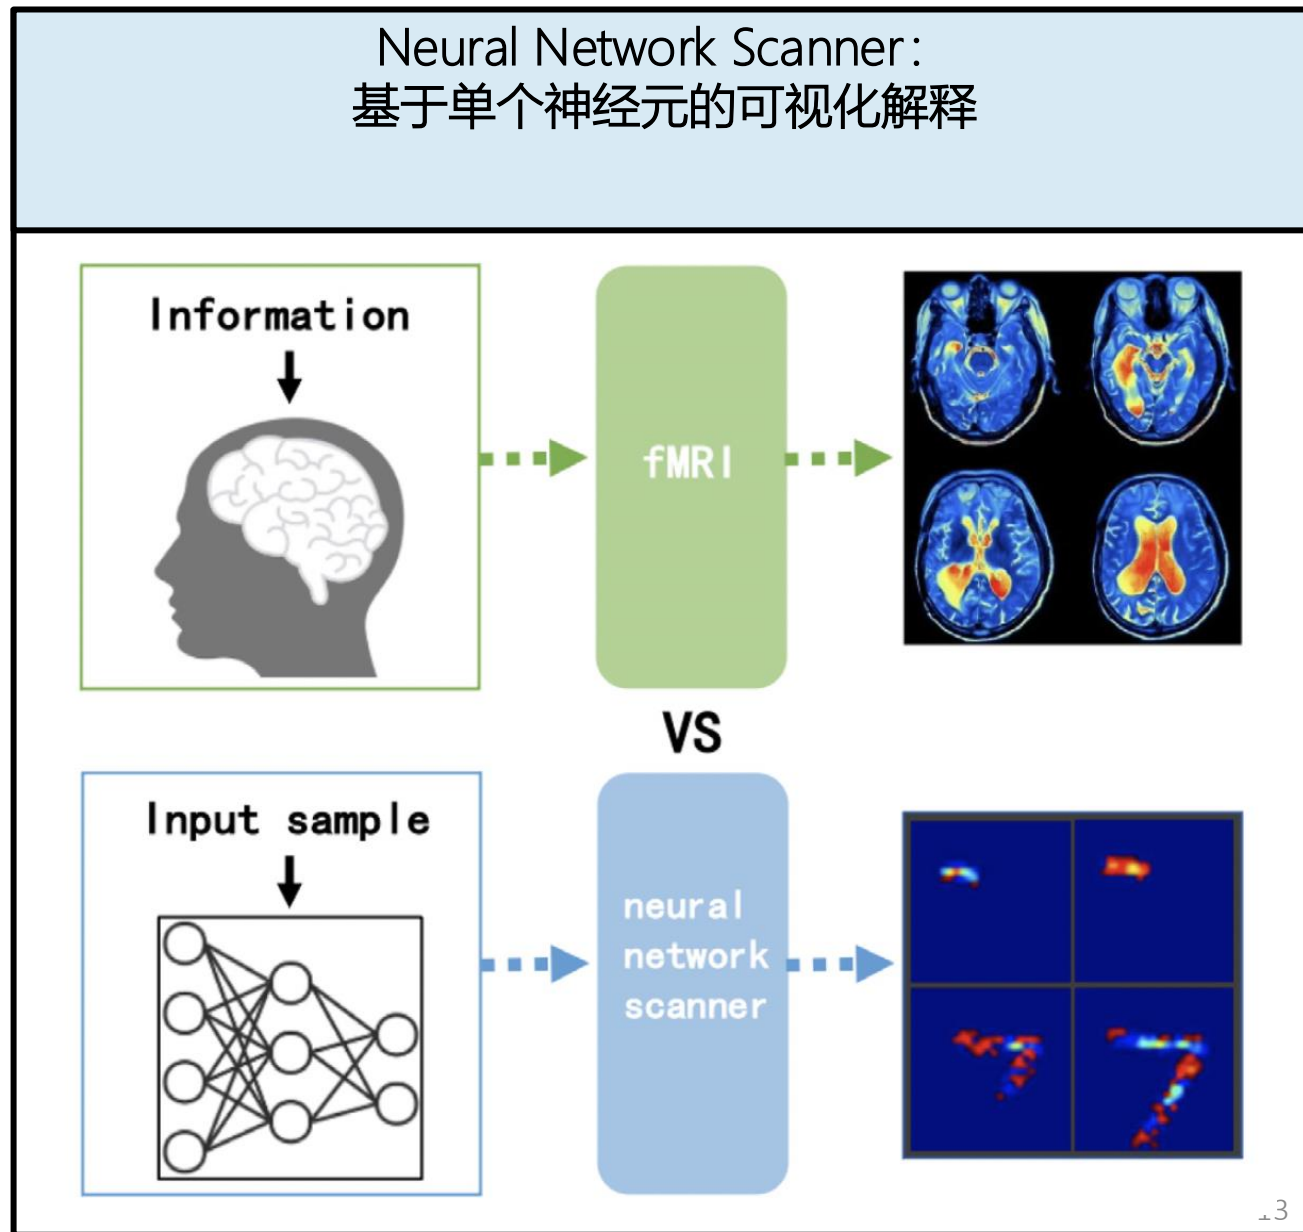 Neural Network Scanner:
基于单个神经元的可视化解释
Information
fMRI
VS
Input sample
neural
network
scanner
13